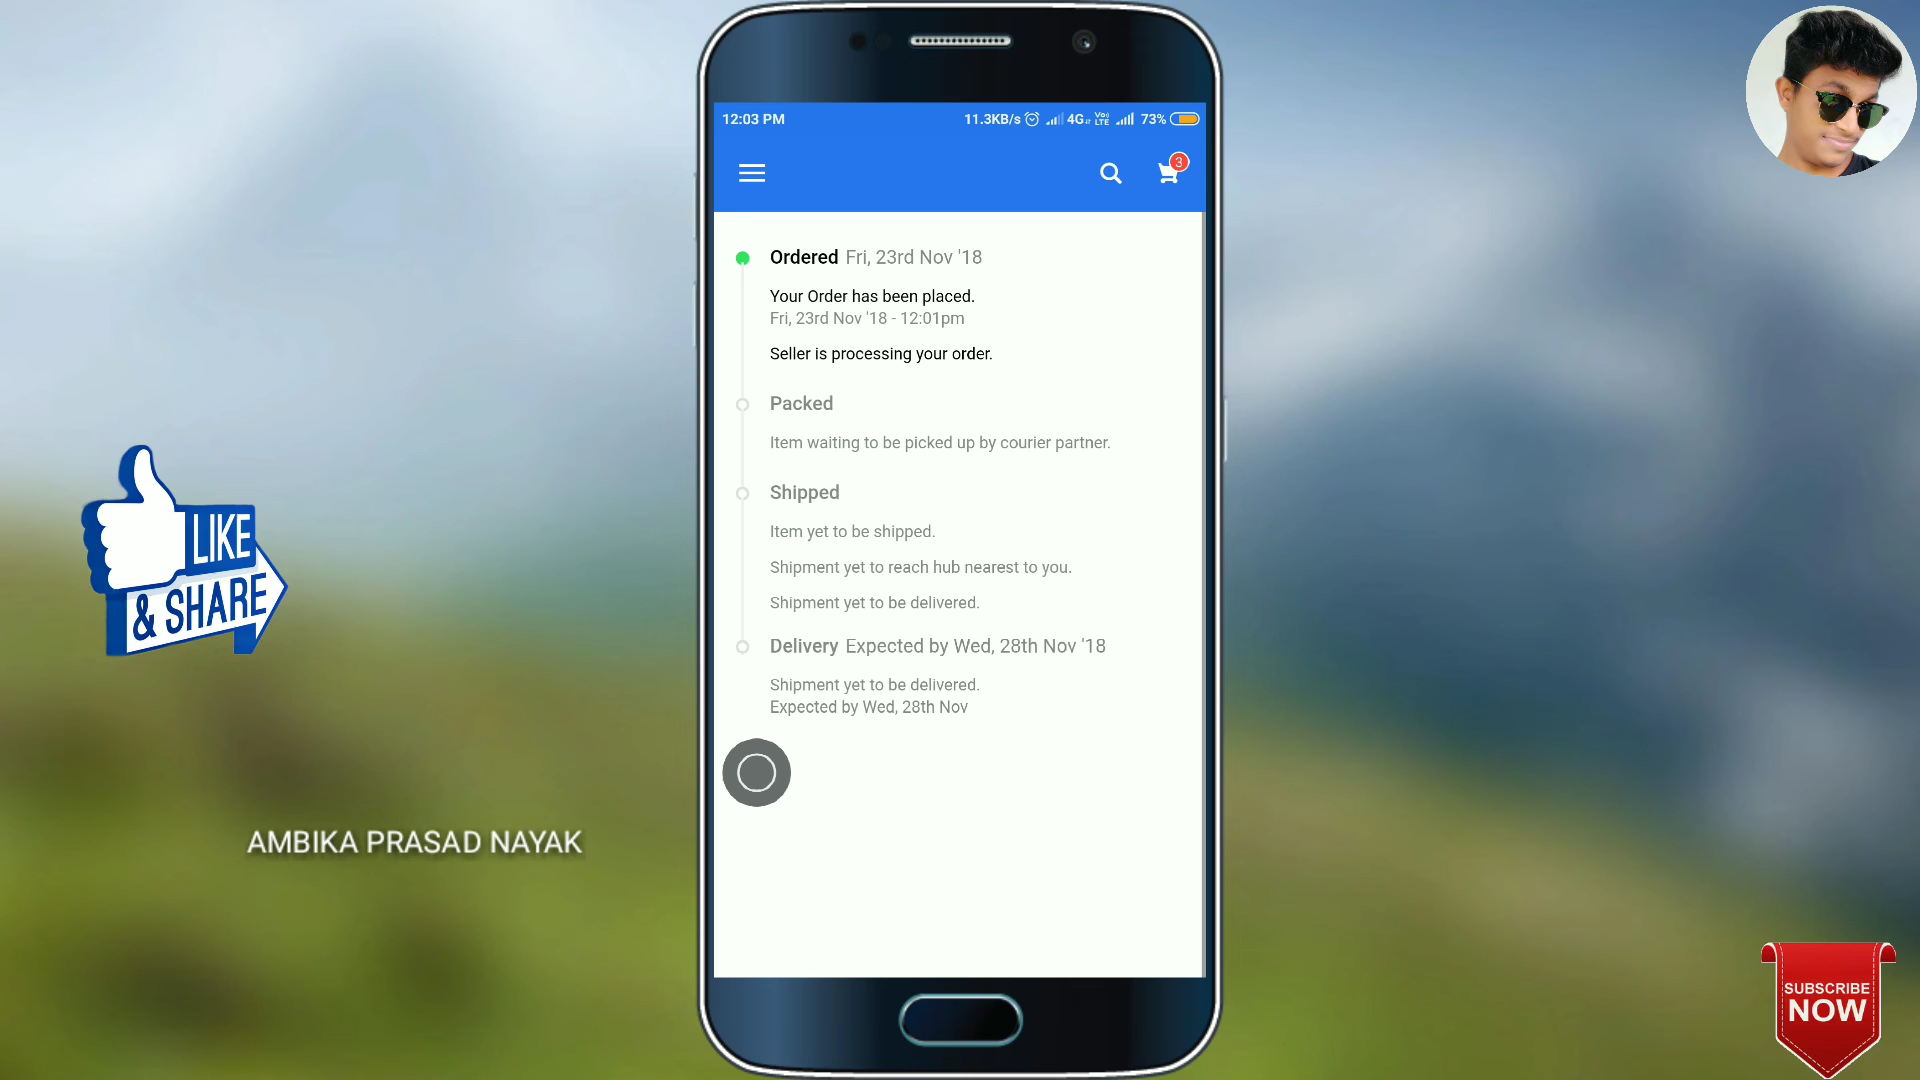 12:03 PM
11.3KB/s 4G VoLTE 73%
3
Ordered Fri, 23rd Nov '18
Your Order has been placed.
Fri, 23rd Nov '18 - 12:01pm
Seller is processing your order.
Packed
Item waiting to be picked up by courier partner.
Shipped
Item yet to be shipped.
Shipment yet to reach hub nearest to you.
Shipment yet to be delivered.
Delivery Expected by Wed, 28th Nov '18
Shipment yet to be delivered.
Expected by Wed, 28th Nov
LIKE
& SHARE
AMBIKA PRASAD NAYAK
SUBSCRIBE
NOW